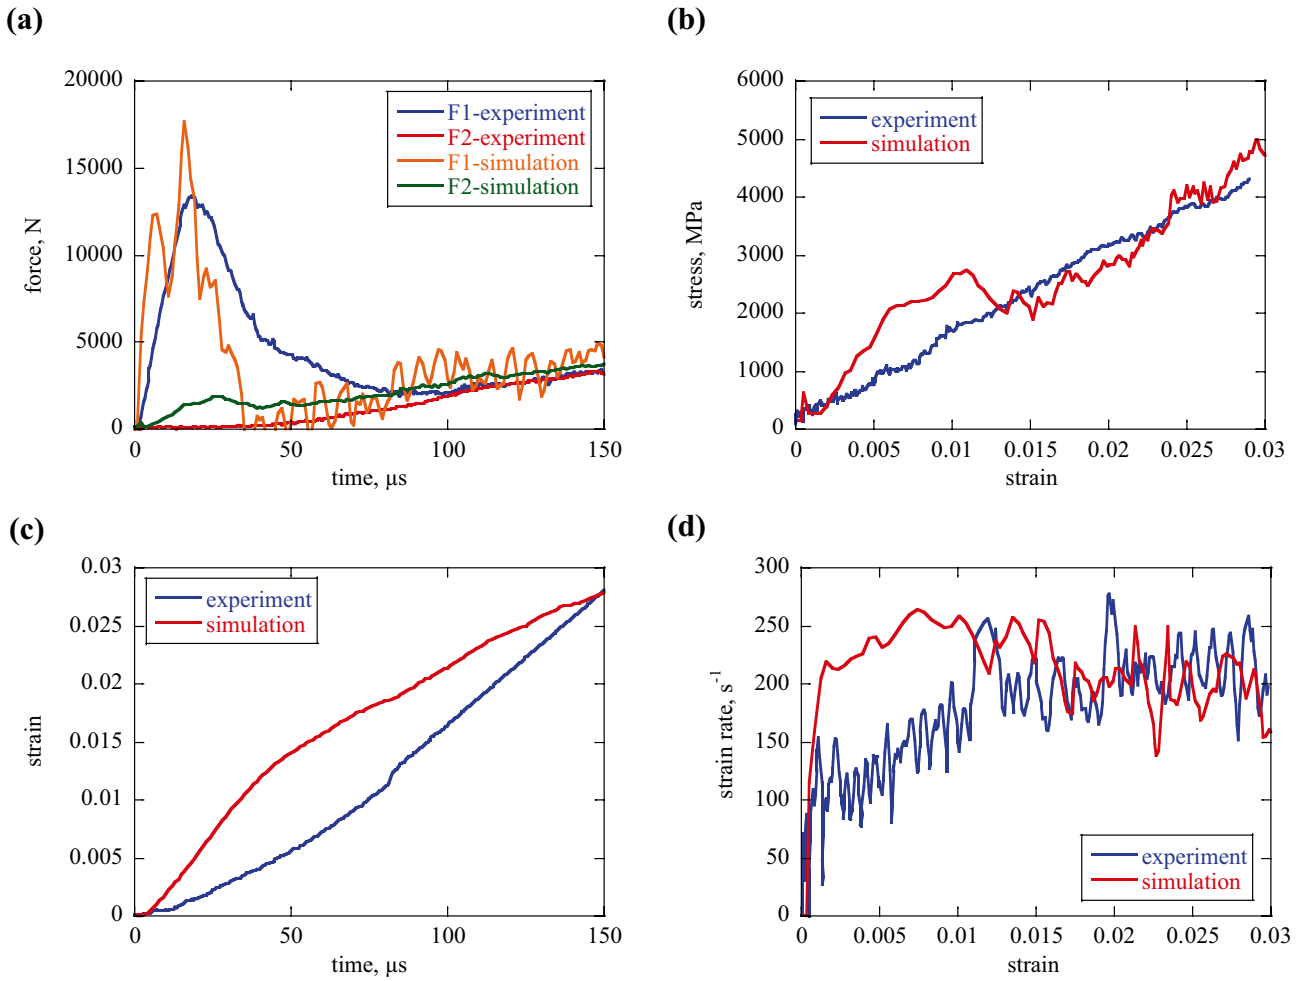 (a)
20000
15000
10000
5000
0
0
50
100
150
force, N
time, µs
F1-experiment
F2-experiment
F1-simulation
F2-simulation
(b)
6000
5000
4000
3000
2000
1000
0
0
0.005
0.01
0.015
0.02
0.025
0.03
stress, MPa
strain
experiment
simulation
(c)
0.03
0.025
0.02
0.015
0.01
0.005
0
0
50
100
150
strain
time, µs
experiment
simulation
(d)
300
250
200
150
100
50
0
0
0.005
0.01
0.015
0.02
0.025
0.03
strain rate, s⁻¹
strain
experiment
simulation